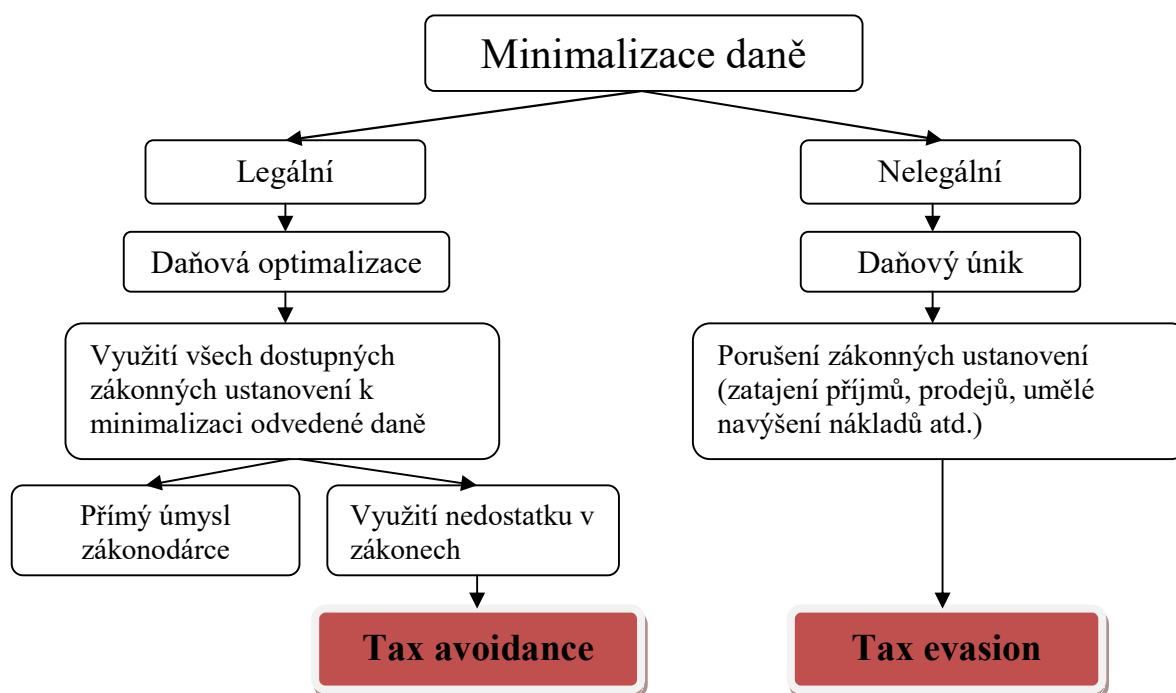 Minimalizace daně
Legální
Nelegální
Daňová optimalizace
Daňový únik
Využití všech dostupných
zákonných ustanovení k
minimalizaci odvedené daně
Porušení zákonných ustanovení
(zatajení příjmů, prodejů, umělé
navýšení nákladů atd.)
Přímý úmysl
zákonodárce
Využití nedostatku v
zákonech
Tax avoidance
Tax evasion